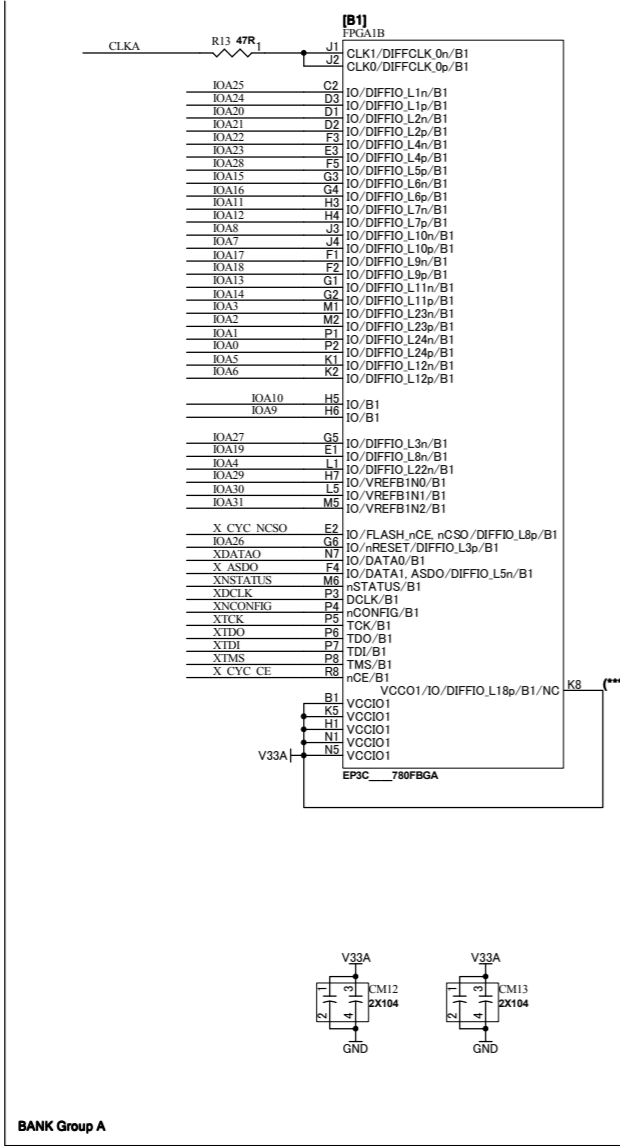 [B1]
FPGA1B
CLKA R13 47R 1 J1 CLK1/DIFFCLK_0n/B1
J2 CLK0/DIFFCLK_0p/B1
IOA25 C2 IO/DIFFIO_L1n/B1
IOA24 D3 IO/DIFFIO_L1p/B1
IOA20 D1 IO/DIFFIO_L2n/B1
IOA21 D2 IO/DIFFIO_L2p/B1
IOA22 F3 IO/DIFFIO_L4n/B1
IOA23 E3 IO/DIFFIO_L4p/B1
IOA28 F5 IO/DIFFIO_L5p/B1
IOA15 G3 IO/DIFFIO_L6n/B1
IOA16 G4 IO/DIFFIO_L6p/B1
IOA11 H3 IO/DIFFIO_L7n/B1
IOA12 H4 IO/DIFFIO_L7p/B1
IOA8 J3 IO/DIFFIO_L10n/B1
IOA7 J4 IO/DIFFIO_L10p/B1
IOA17 F1 IO/DIFFIO_L9n/B1
IOA18 F2 IO/DIFFIO_L9p/B1
IOA13 G1 IO/DIFFIO_L11n/B1
IOA14 G2 IO/DIFFIO_L11p/B1
IOA3 M1 IO/DIFFIO_L23n/B1
IOA2 M2 IO/DIFFIO_L23p/B1
IOA1 P1 IO/DIFFIO_L24n/B1
IOA0 P2 IO/DIFFIO_L24p/B1
IOA5 K1 IO/DIFFIO_L12n/B1
IOA6 K2 IO/DIFFIO_L12p/B1
IOA10 H5 IO/B1
IOA9 H6 IO/B1
IOA27 G5 IO/DIFFIO_L3n/B1
IOA19 E1 IO/DIFFIO_L8n/B1
IOA4 L1 IO/DIFFIO_L22n/B1
IOA29 H7 IO/VREFB1N0/B1
IOA30 L5 IO/VREFB1N1/B1
IOA31 M5 IO/VREFB1N2/B1
X_CYC_NCSO E2 IO/FLASH_nCE, nCSO/DIFFIO_L8p/B1
IOA26 G6 IO/nRESET/DIFFIO_L3p/B1
XDATAO N7 IO/DATA0/B1
X_ASDO F4 IO/DATA1, ASDO/DIFFIO_L5n/B1
XNSTATUS M6 nSTATUS/B1
XDCLK P3 DCLK/B1
XNCONFIG P4 nCONFIG/B1
XTCK P5 TCK/B1
XTDO P6 TDO/B1
XTDI P7 TDI/B1
XTMS P8 TMS/B1
X_CYC_CE R8 nCE/B1
VCCO1/IO/DIFFIO_L18p/B1/NC K8 (***
B1 VCCIO1
K5 VCCIO1
H1 VCCIO1
N1 VCCIO1
V33A N5 VCCIO1
EP3C____780FBGA
V33A V33A
1 3 CM12 1 3 CM13
2 4 2X104 2 4 2X104
GND GND
BANK Group A